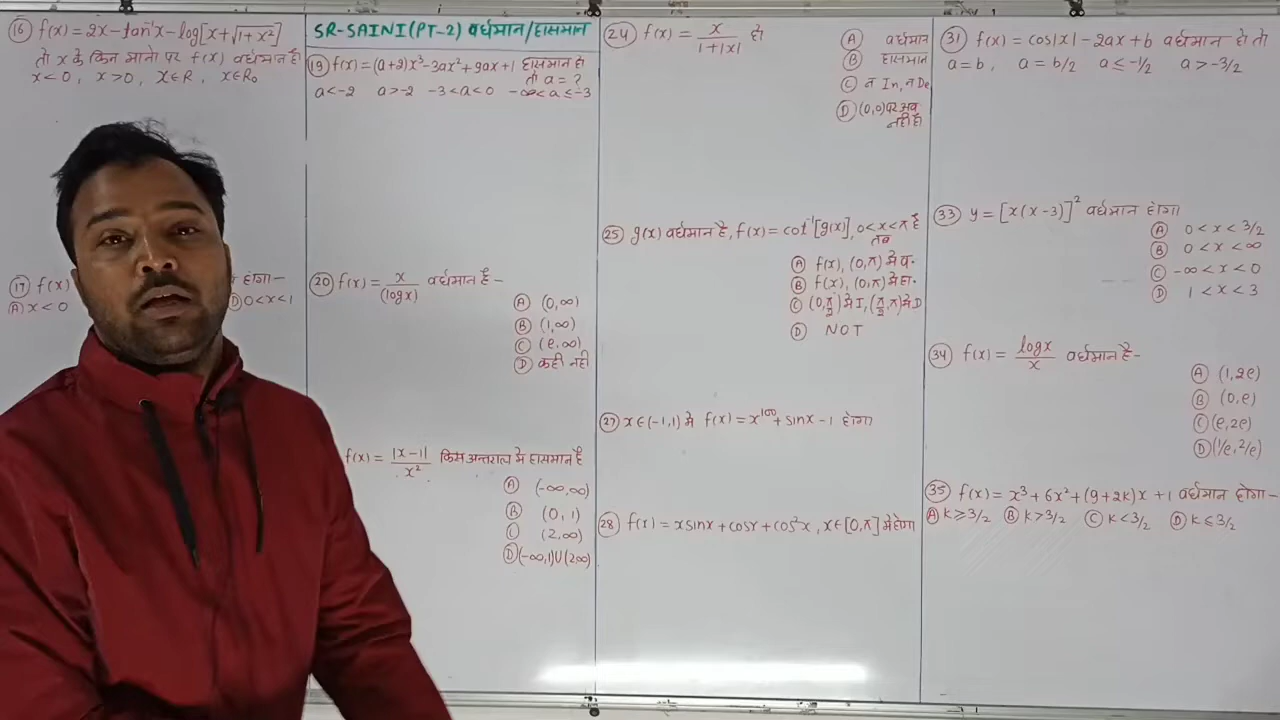 (16) f(x) = 2x - tan⁻¹x - log[x+√1+x²]
तो x के किन मानो पर f(x) वर्धमान हो
x<0, x>0, x∈R, x∈R₀
(17) f(x) होगा-
(A) x<0 (D) 0<x<1
SR-SAINI (PT-2) वर्धमान/हासमान
(19) f(x) = (a+2)x³-3ax²+9ax+1 हासमान हो
तो a = ?
a<-2 a>-2 -3<a<0 -∞<a≤-3
(20) f(x) = x/(logx) वर्धमान है-
(A) (0,∞)
(B) (1,∞)
(C) (e,∞)
(D) कही नही
f(x) = |x-1|/x² किस अन्तराल मे हासमान है
(A) (-∞,∞)
(B) (0,1)
(C) (2,∞)
(D) (-∞,1)∪(2,∞)
(24) f(x) = x/1+|x| हो
(A) वर्धमान
(B) हासमान
(C) न In, न De
(D) (0,0) पर
नही है
(25) g(x) वर्धमान है, f(x) = cot⁻¹[g(x)], 0<x<π है
तब
(A) f(x), (0,π) मे व.
(B) f(x), (0,π) मे हा.
(C) (0,π/2) मे I, (π/2,π) मे D
(D) NOT
(27) x∈(-1,1) मे f(x) = x¹⁰⁰+sinx-1 होगा
(28) f(x) = xsinx+cosx+cos²x, x∈[0,π] मे होगा
(31) f(x) = cos|x| - 2ax + b वर्धमान हो तो
a=b, a=b/2 a≤-1/2 a>-3/2
(33) y = [x(x-3)]² वर्धमान होगा
(A) 0<x<3/2
(B) 0<x<∞
(C) -∞<x<0
(D) 1<x<3
(34) f(x) = logx/x वर्धमान है-
(A) (1,2e)
(B) (0,e)
(C) (e,2e)
(D) (1/e,2/e)
(35) f(x) = x³+6x²+(9+2k)x+1 वर्धमान होगा-
(A) k≥3/2 (B) k>3/2 (C) k<3/2 (D) k≤3/2